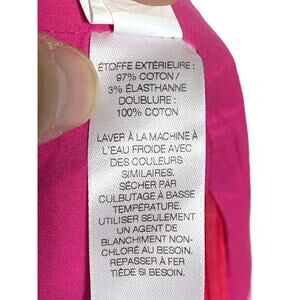 ÉTOFFE EXTÉRIEURE :
97% COTON /
3% ÉLASTHANNE
DOUBLURE :
100% COTON
LAVER À LA MACHINE À
L'EAU FROIDE AVEC
DES COULEURS
SIMILAIRES.
SÉCHER PAR
CULBUTAGE À BASSE
TEMPÉRATURE.
UTILISER SEULEMENT
UN AGENT DE
BLANCHIMENT NON-
CHLORÉ AU BESOIN.
REPASSER À FER
TIÈDE SI BESOIN.